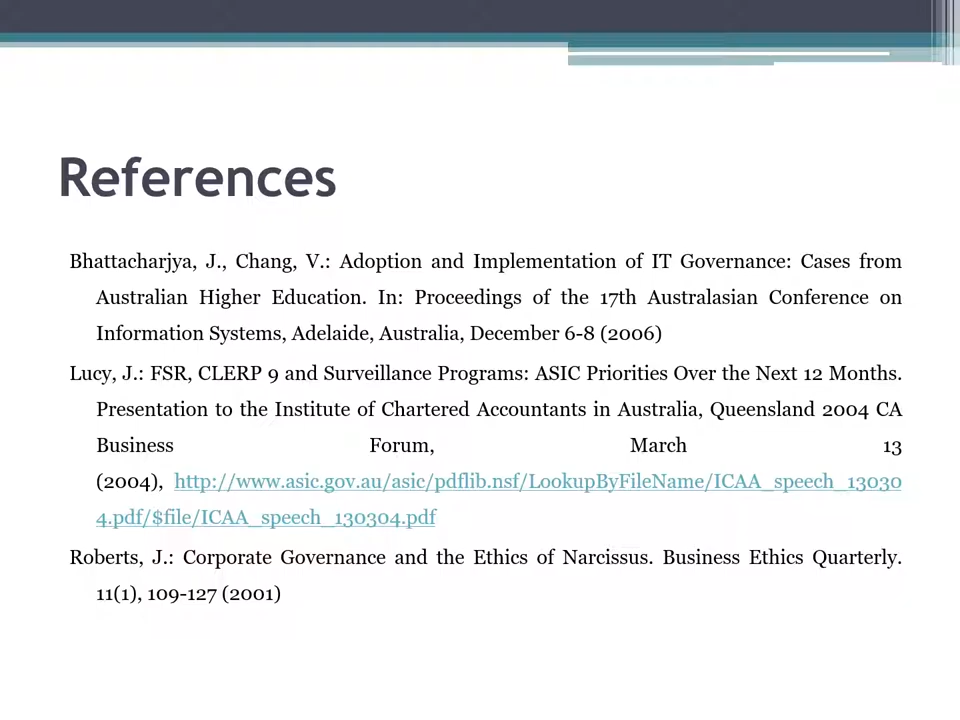 References
Bhattacharjya, J., Chang, V.: Adoption and Implementation of IT Governance: Cases from
Australian Higher Education. In: Proceedings of the 17th Australasian Conference on
Information Systems, Adelaide, Australia, December 6-8 (2006)
Lucy, J.: FSR, CLERP 9 and Surveillance Programs: ASIC Priorities Over the Next 12 Months.
Presentation to the Institute of Chartered Accountants in Australia, Queensland 2004 CA
Business Forum, March 13
(2004), http://www.asic.gov.au/asic/pdflib.nsf/LookupByFileName/ICAA_speech_13030
4.pdf/$file/ICAA_speech_130304.pdf
Roberts, J.: Corporate Governance and the Ethics of Narcissus. Business Ethics Quarterly.
11(1), 109-127 (2001)